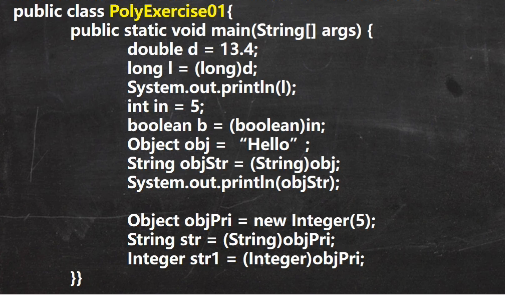 public class PolyExercise01{
public static void main(String[] args) {
double d = 13.4;
long l = (long)d;
System.out.println(l);
int in = 5;
boolean b = (boolean)in;
Object obj = “Hello” ;
String objStr = (String)obj;
System.out.println(objStr);
Object objPri = new Integer(5);
String str = (String)objPri;
Integer str1 = (Integer)objPri;
}}